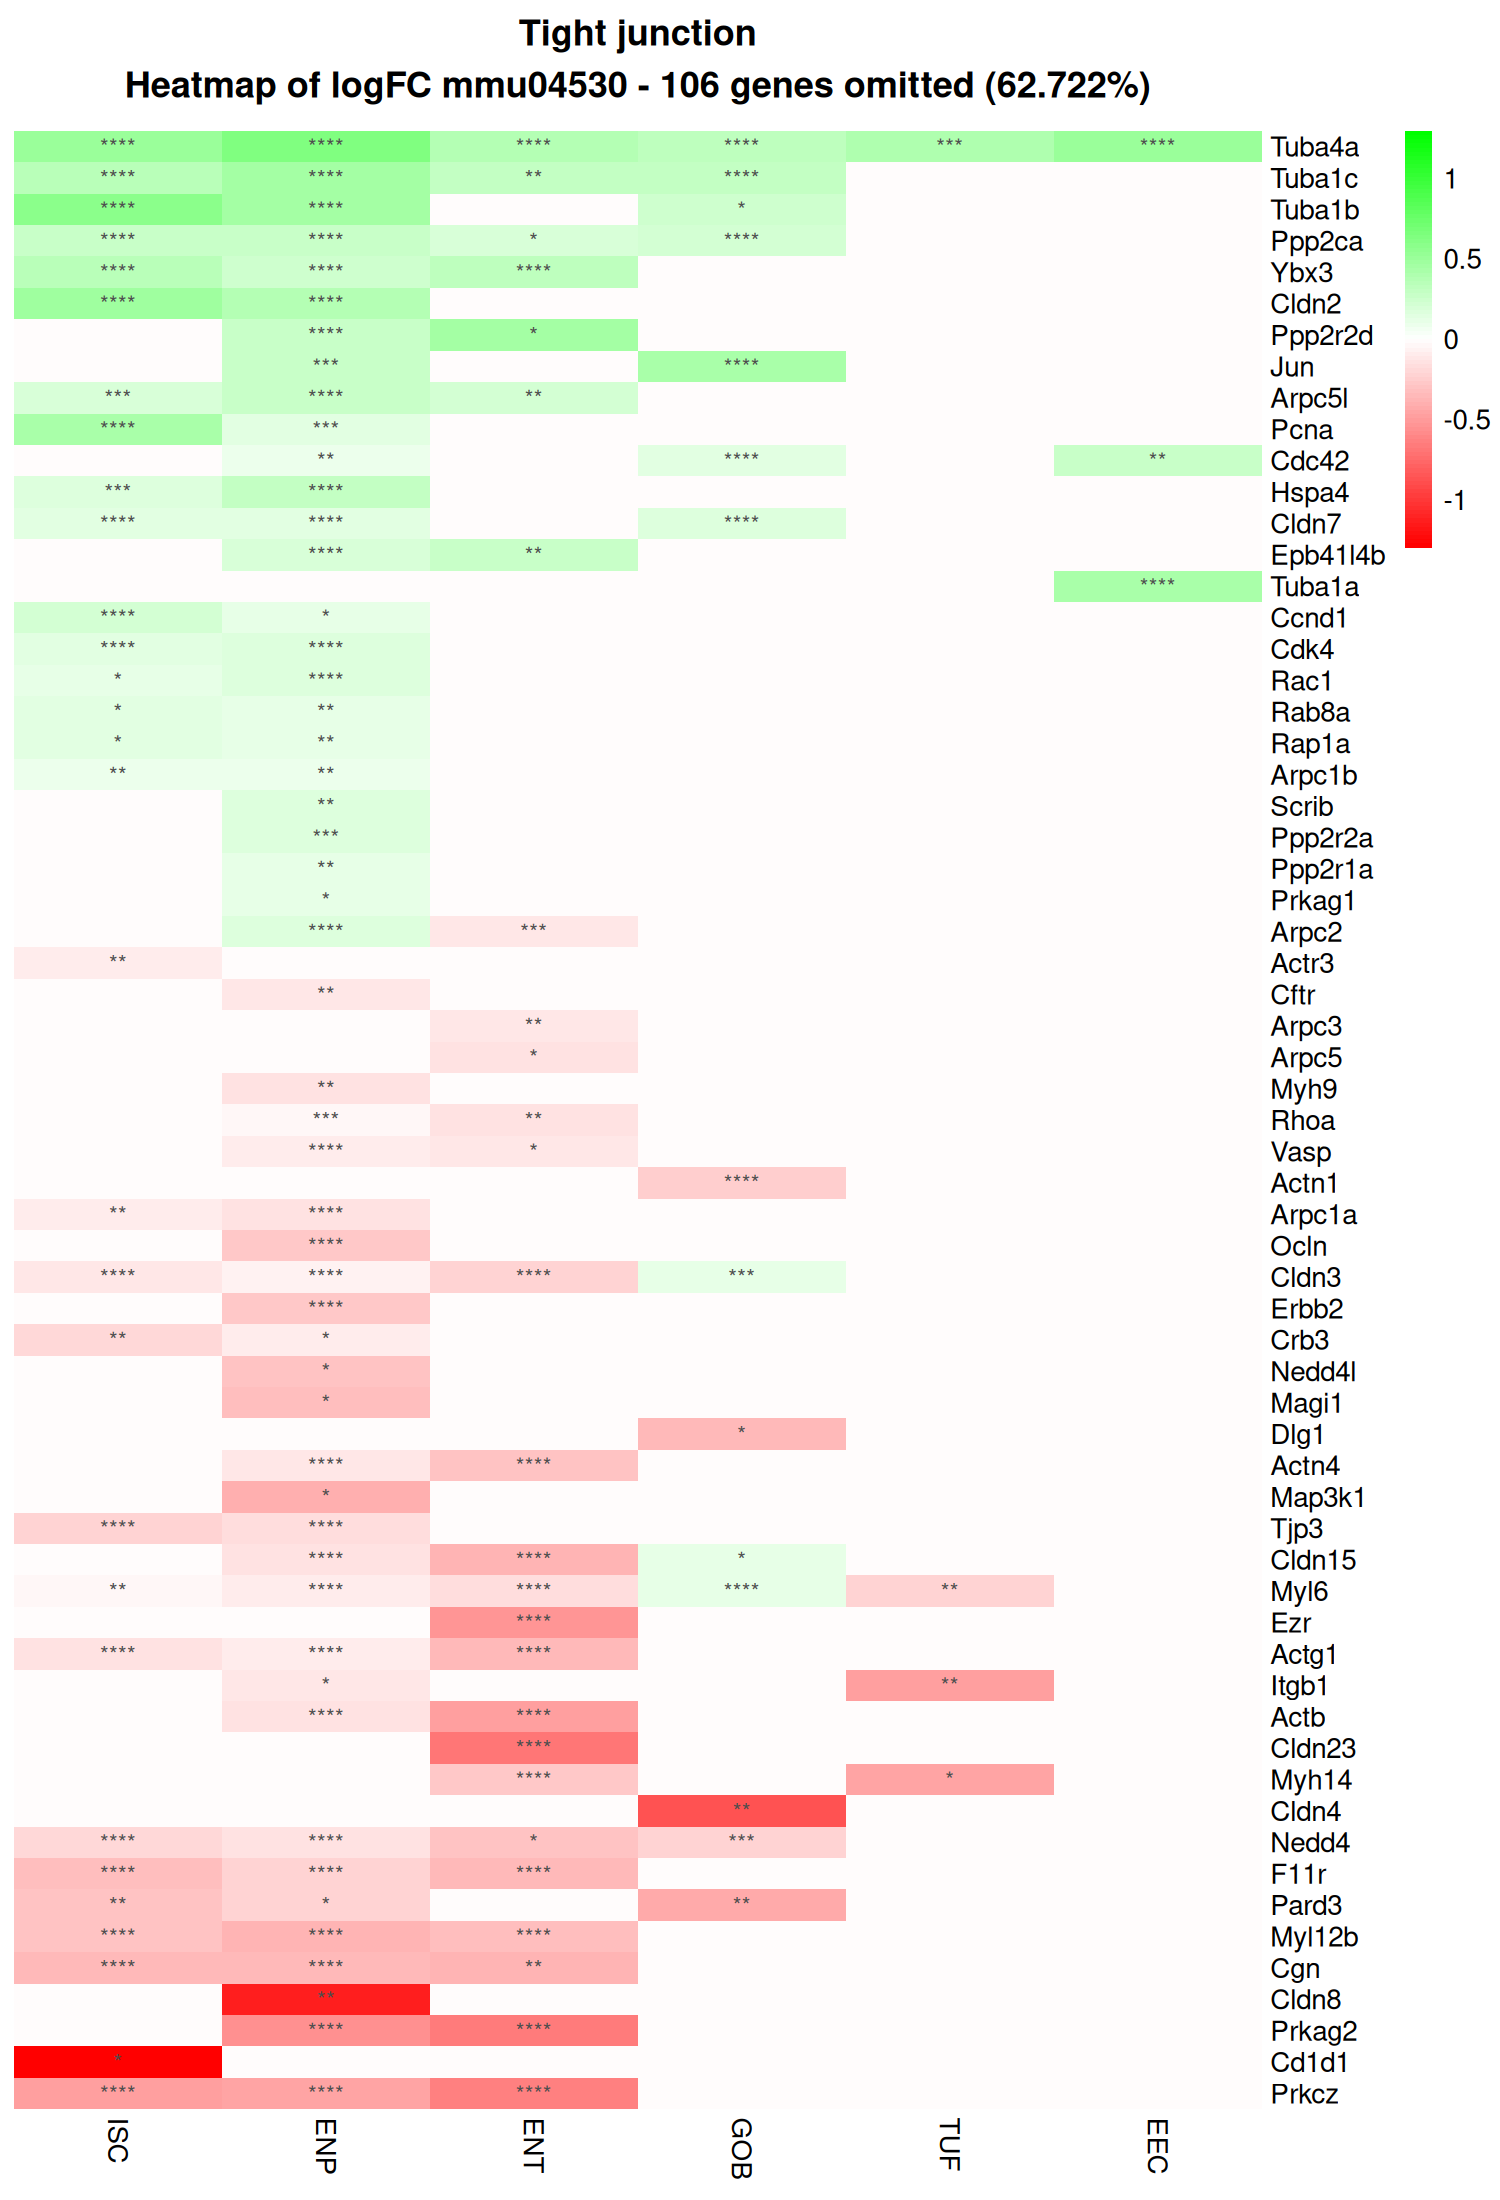 Tight junction
Heatmap of logFC mmu04530 - 106 genes omitted (62.722%)
**** **** **** **** *** **** Tuba4a
**** **** ** **** Tuba1c
**** **** * Tuba1b
**** **** * **** Ppp2ca
**** **** **** Ybx3
**** **** Cldn2
**** * Ppp2r2d
*** **** Jun
*** **** ** Arpc5l
**** *** Pcna
** **** ** Cdc42
*** **** Hspa4
**** **** **** Cldn7
**** ** Epb41l4b
**** Tuba1a
**** * Ccnd1
**** **** Cdk4
* **** Rac1
* ** Rab8a
* ** Rap1a
** ** Arpc1b
** Scrib
*** Ppp2r2a
** Ppp2r1a
* Prkag1
**** *** Arpc2
** Actr3
** Cftr
** Arpc3
* Arpc5
** Myh9
*** ** Rhoa
**** * Vasp
**** Actn1
** **** Arpc1a
**** Ocln
**** **** **** *** Cldn3
**** Erbb2
** * Crb3
* Nedd4l
* Magi1
* Dlg1
**** **** Actn4
* Map3k1
**** **** Tjp3
**** **** * Cldn15
** **** **** **** ** Myl6
**** Ezr
**** **** **** Actg1
* ** Itgb1
**** **** Actb
**** Cldn23
**** * Myh14
** Cldn4
**** **** * *** Nedd4
**** **** **** F11r
** * ** Pard3
**** **** **** Myl12b
**** **** ** Cgn
** Cldn8
**** **** Prkag2
* Cd1d1
**** **** **** Prkcz
ISC ENP ENT GOB TUF EEC
1
0.5
0
-0.5
-1